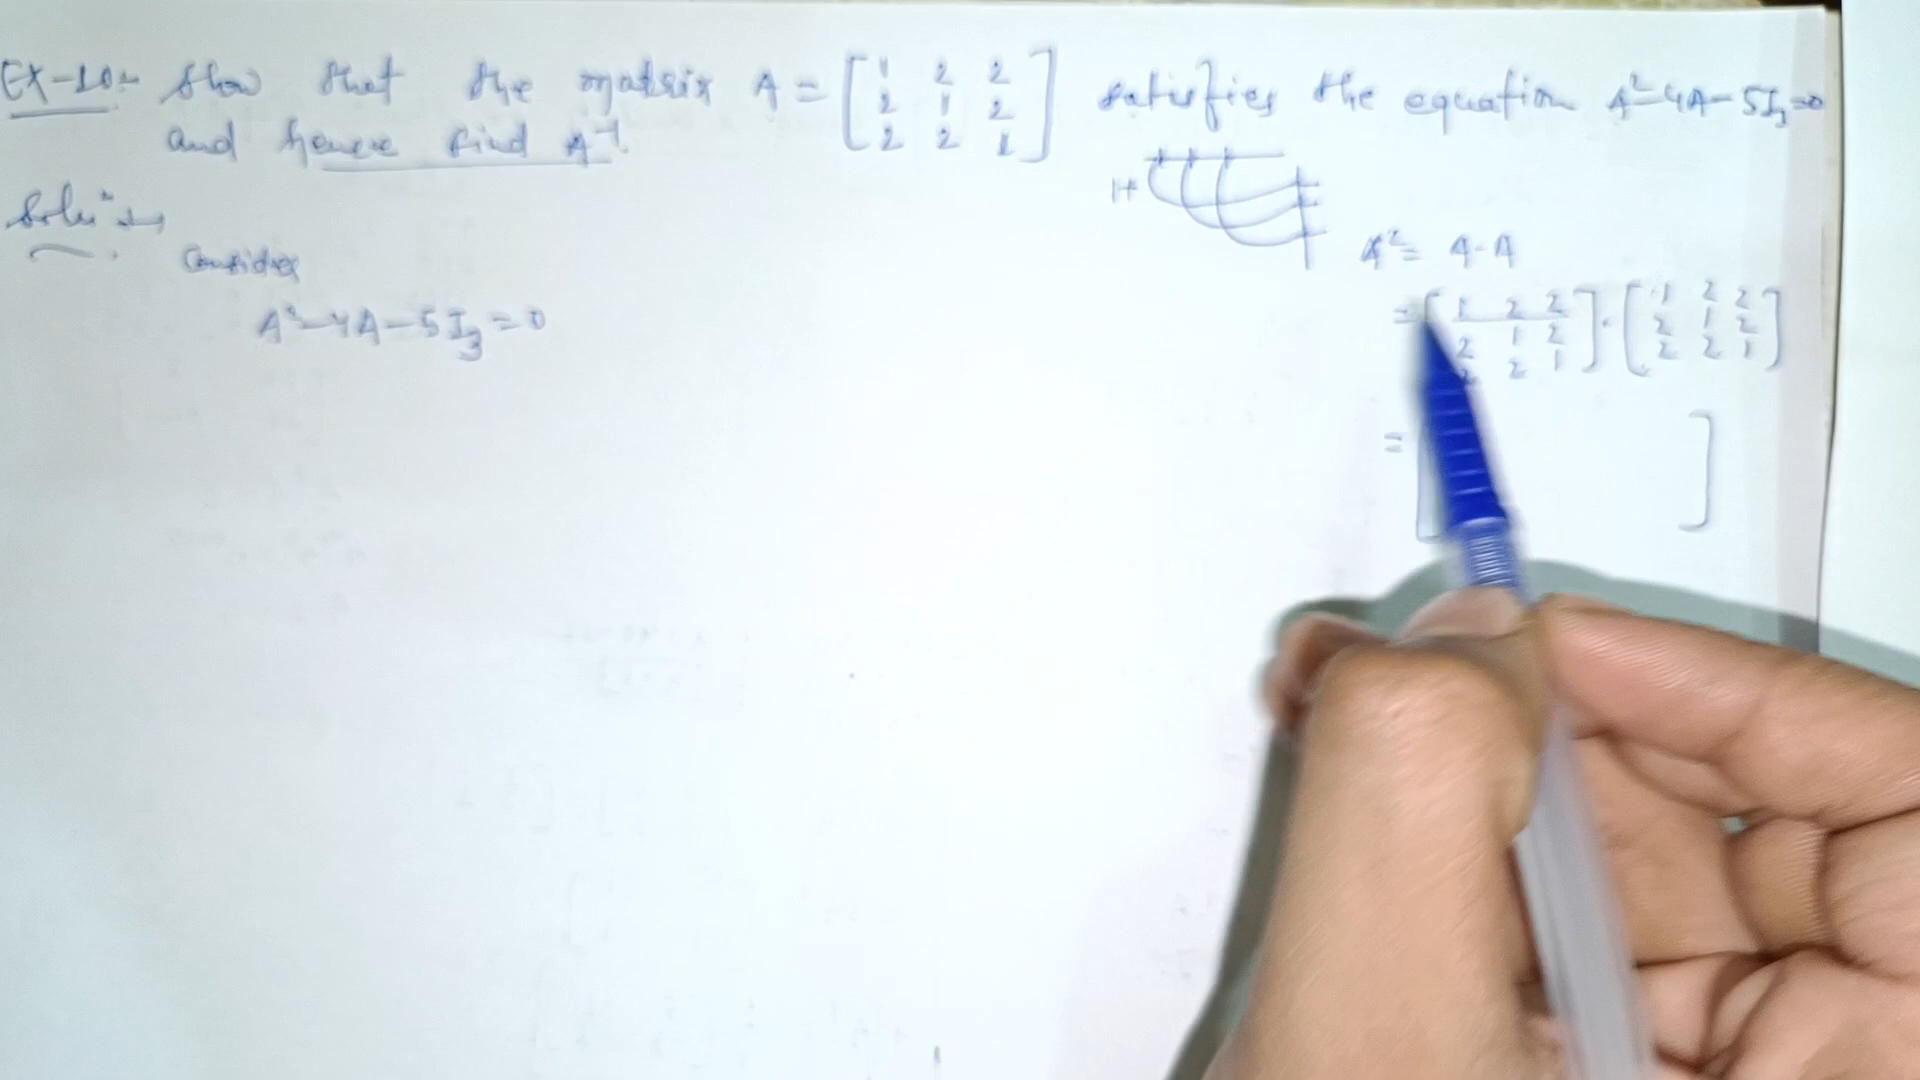 EX-10:- Show that the matrix A = [ 1 2 2 satisfies the equation A²-4A-5I₃=0
2 1 2
and hence find A⁻¹. 2 2 1 ]
Solu²
Consider
A²-4A-5I₃=0
A² = A·A
= [ 1 2 2 ] · [ 1 2 2 ]
2 1 2 2 1 2
2 2 1 2 2 1
= [ ]